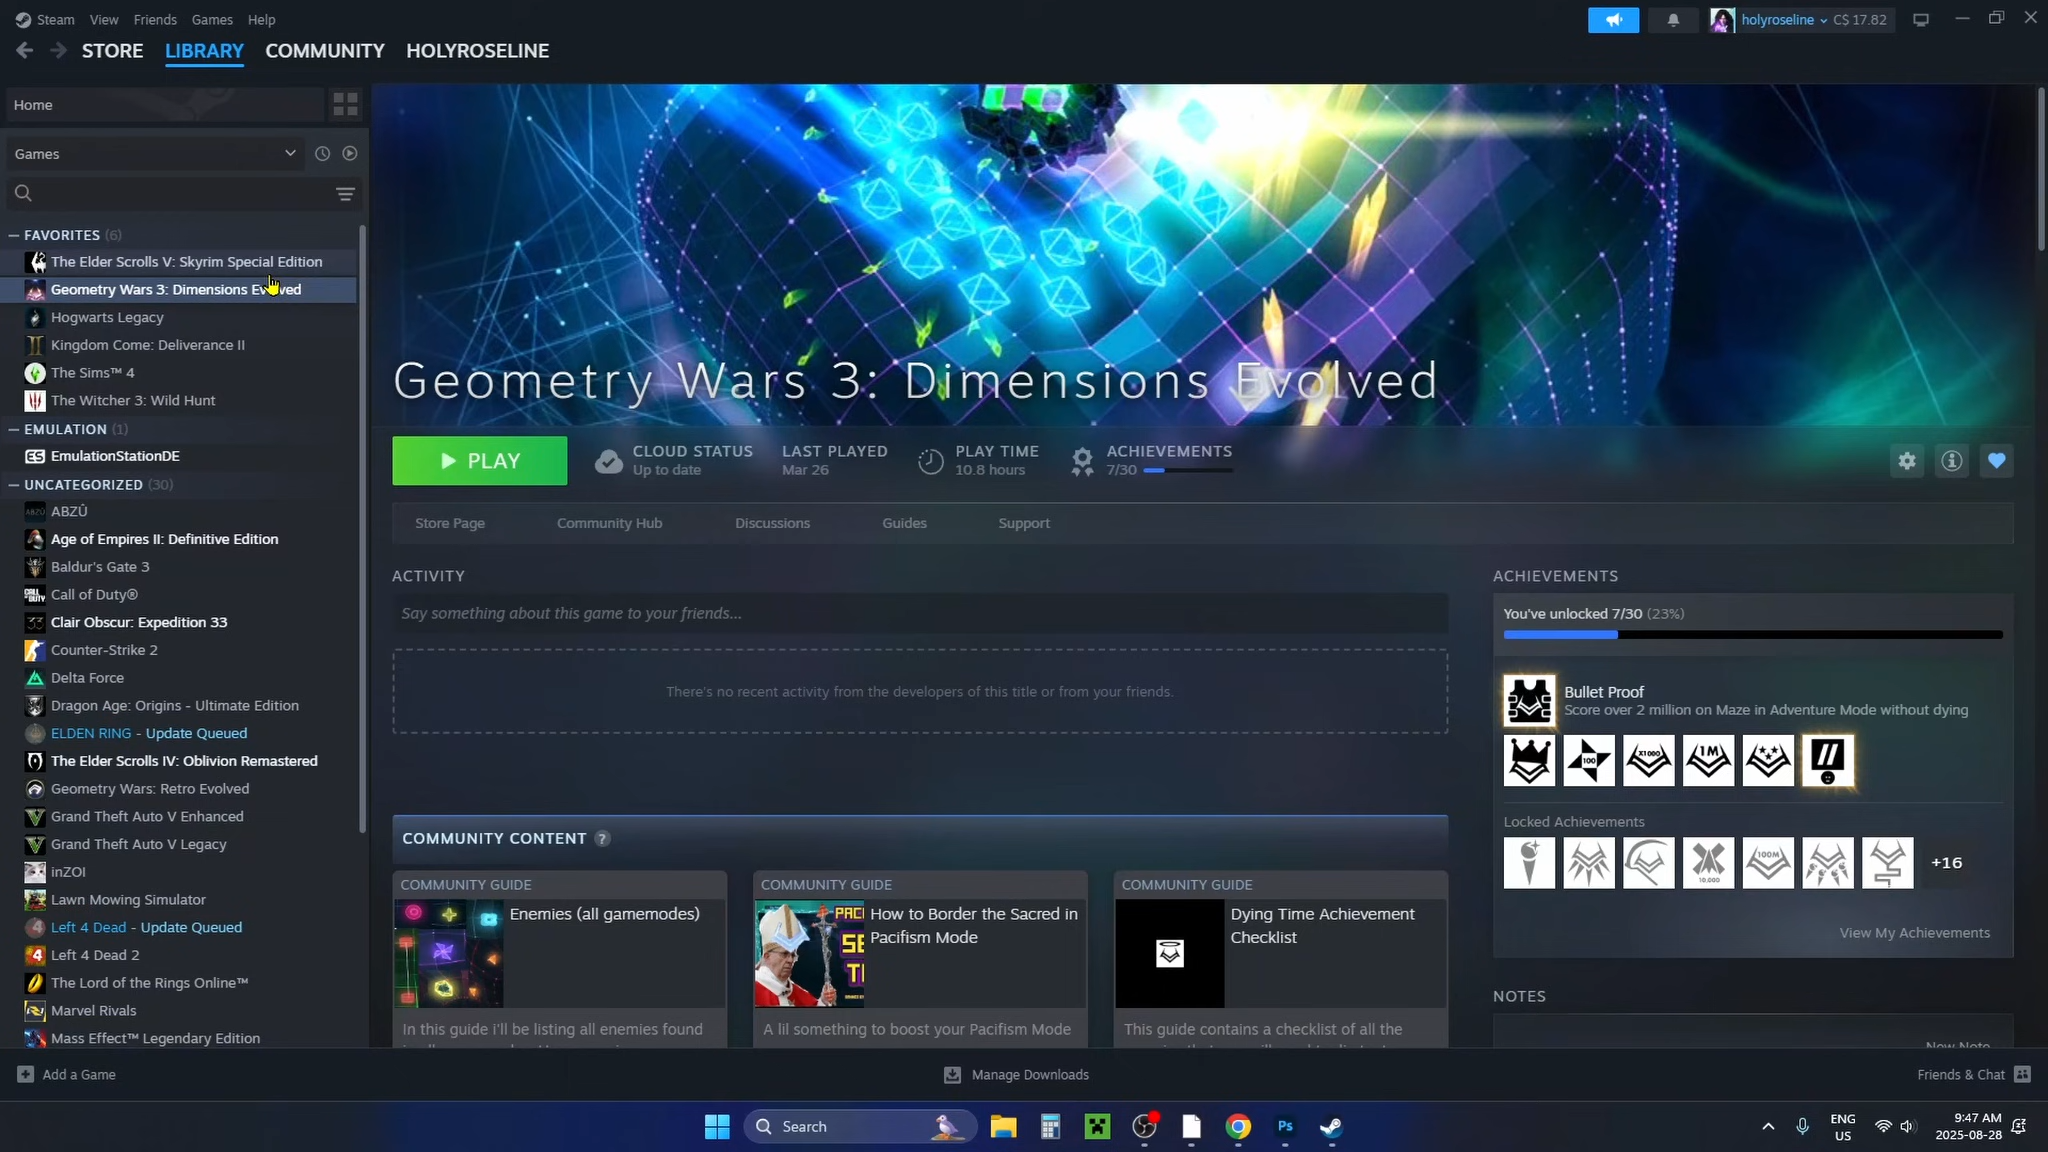 Steam View Friends Games Help
holyroseline C$ 17.82
STORE LIBRARY COMMUNITY HOLYROSELINE
Home
Games
FAVORITES (6)
The Elder Scrolls V: Skyrim Special Edition
Geometry Wars 3: Dimensions Evolved
Hogwarts Legacy
Kingdom Come: Deliverance II
The Sims™ 4
The Witcher 3: Wild Hunt
EMULATION (1)
ES EmulationStationDE
UNCATEGORIZED (30)
ABZÛ
Age of Empires II: Definitive Edition
Baldur's Gate 3
Call of Duty®
Clair Obscur: Expedition 33
Counter-Strike 2
Delta Force
Dragon Age: Origins - Ultimate Edition
ELDEN RING - Update Queued
The Elder Scrolls IV: Oblivion Remastered
Geometry Wars: Retro Evolved
Grand Theft Auto V Enhanced
Grand Theft Auto V Legacy
inZOI
Lawn Mowing Simulator
Left 4 Dead - Update Queued
Left 4 Dead 2
The Lord of the Rings Online™
Marvel Rivals
Mass Effect™ Legendary Edition
Geometry Wars 3: Dimensions Evolved
PLAY
CLOUD STATUS
Up to date
LAST PLAYED
Mar 26
PLAY TIME
10.8 hours
ACHIEVEMENTS
7/30
Store Page Community Hub Discussions Guides Support
ACTIVITY
Say something about this game to your friends...
There's no recent activity from the developers of this title or from your friends.
COMMUNITY CONTENT ?
COMMUNITY GUIDE
Enemies (all gamemodes)
In this guide i'll be listing all enemies found
COMMUNITY GUIDE
How to Border the Sacred in
Pacifism Mode
A lil something to boost your Pacifism Mode
COMMUNITY GUIDE
Dying Time Achievement
Checklist
This guide contains a checklist of all the
ACHIEVEMENTS
You've unlocked 7/30 (23%)
Bullet Proof
Score over 2 million on Maze in Adventure Mode without dying
100 X1000 1M
Locked Achievements
10,000 100M +16
View My Achievements
NOTES
New Note
Add a Game
Manage Downloads
Friends & Chat
Search
Ps
ENG
US
9:47 AM
2025-08-28